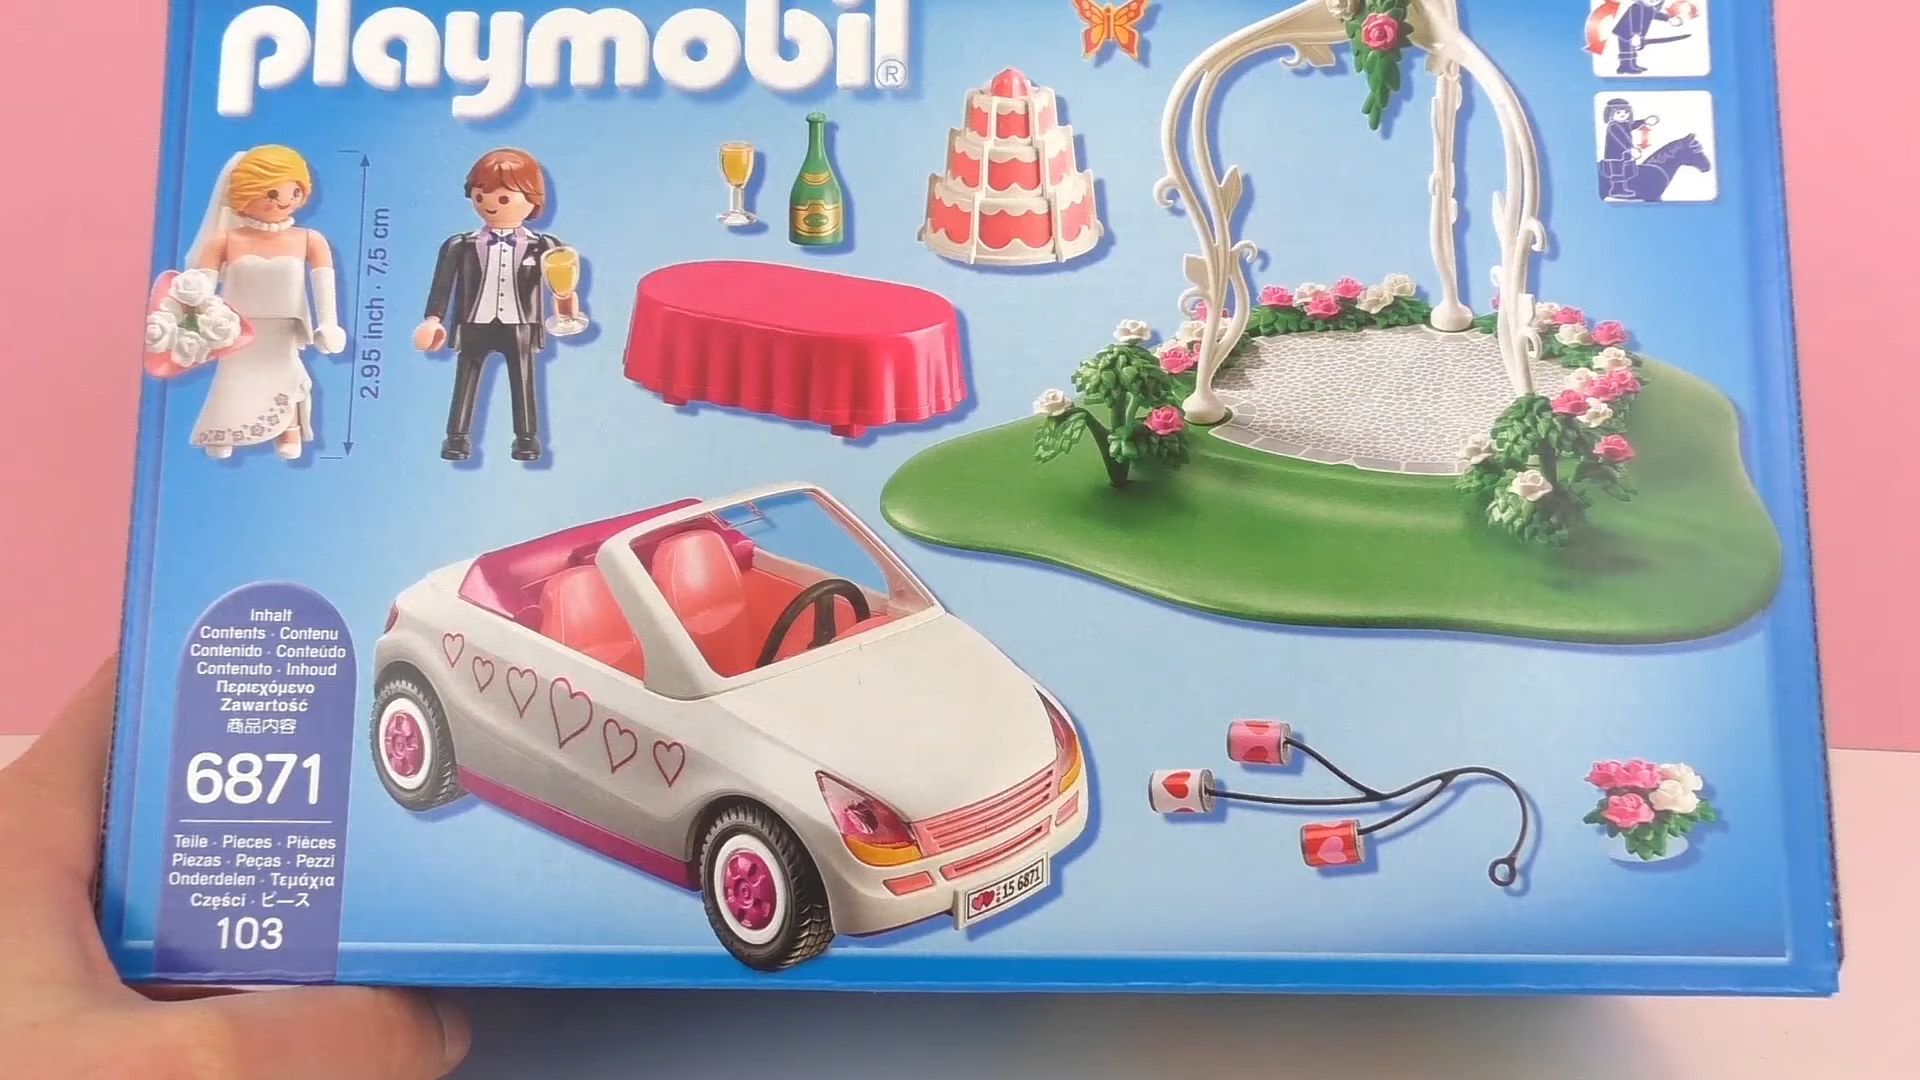 playmobil®
2.95 inch · 7,5 cm
Inhalt
Contents · Contenu
Contenido · Conteúdo
Contenuto · Inhoud
Περιεχόμενο
Zawartość
商品内容
6871
Teile · Pieces · Pièces
Piezas · Peças · Pezzi
Onderdelen · Τεμάχια
Części · ピース
103
15 6871